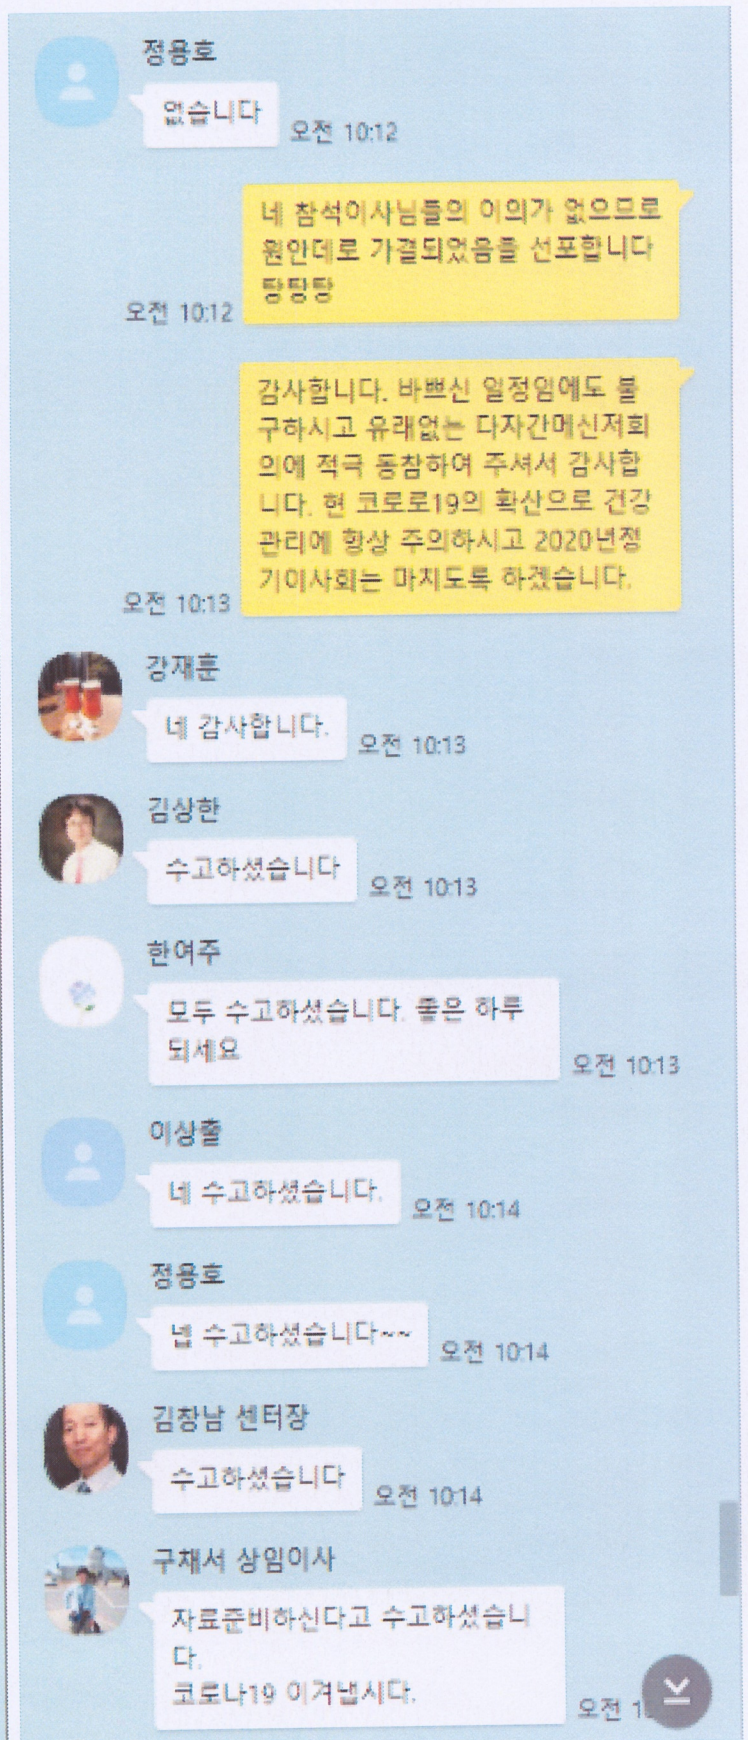 정용호
없습니다
오전 10:12
네 참석이사님들의 이의가 없으므로
원안데로 가결되었음을 선포합니다
탕탕탕
오전 10:12
감사합니다. 바쁘신 일정임에도 불
구하시고 유래없는 다자간메신저회
의에 적극 동참하여 주셔서 감사합
니다. 현 코로로19의 확산으로 건강
관리에 항상 주의하시고 2020년정
기이사회는 마치도록 하겠습니다.
오전 10:13
강재훈
네 감사합니다.
오전 10:13
김상한
수고하셨습니다
오전 10:13
한여주
모두 수고하셨습니다. 좋은 하루
되세요
오전 10:13
이상출
네 수고하셨습니다.
오전 10:14
정용호
넵 수고하셨습니다~~
오전 10:14
김창남 센터장
수고하셨습니다
오전 10:14
구재서 상임이사
자료준비하신다고 수고하셨습니
다.
코로나19 이겨냅시다.
오전